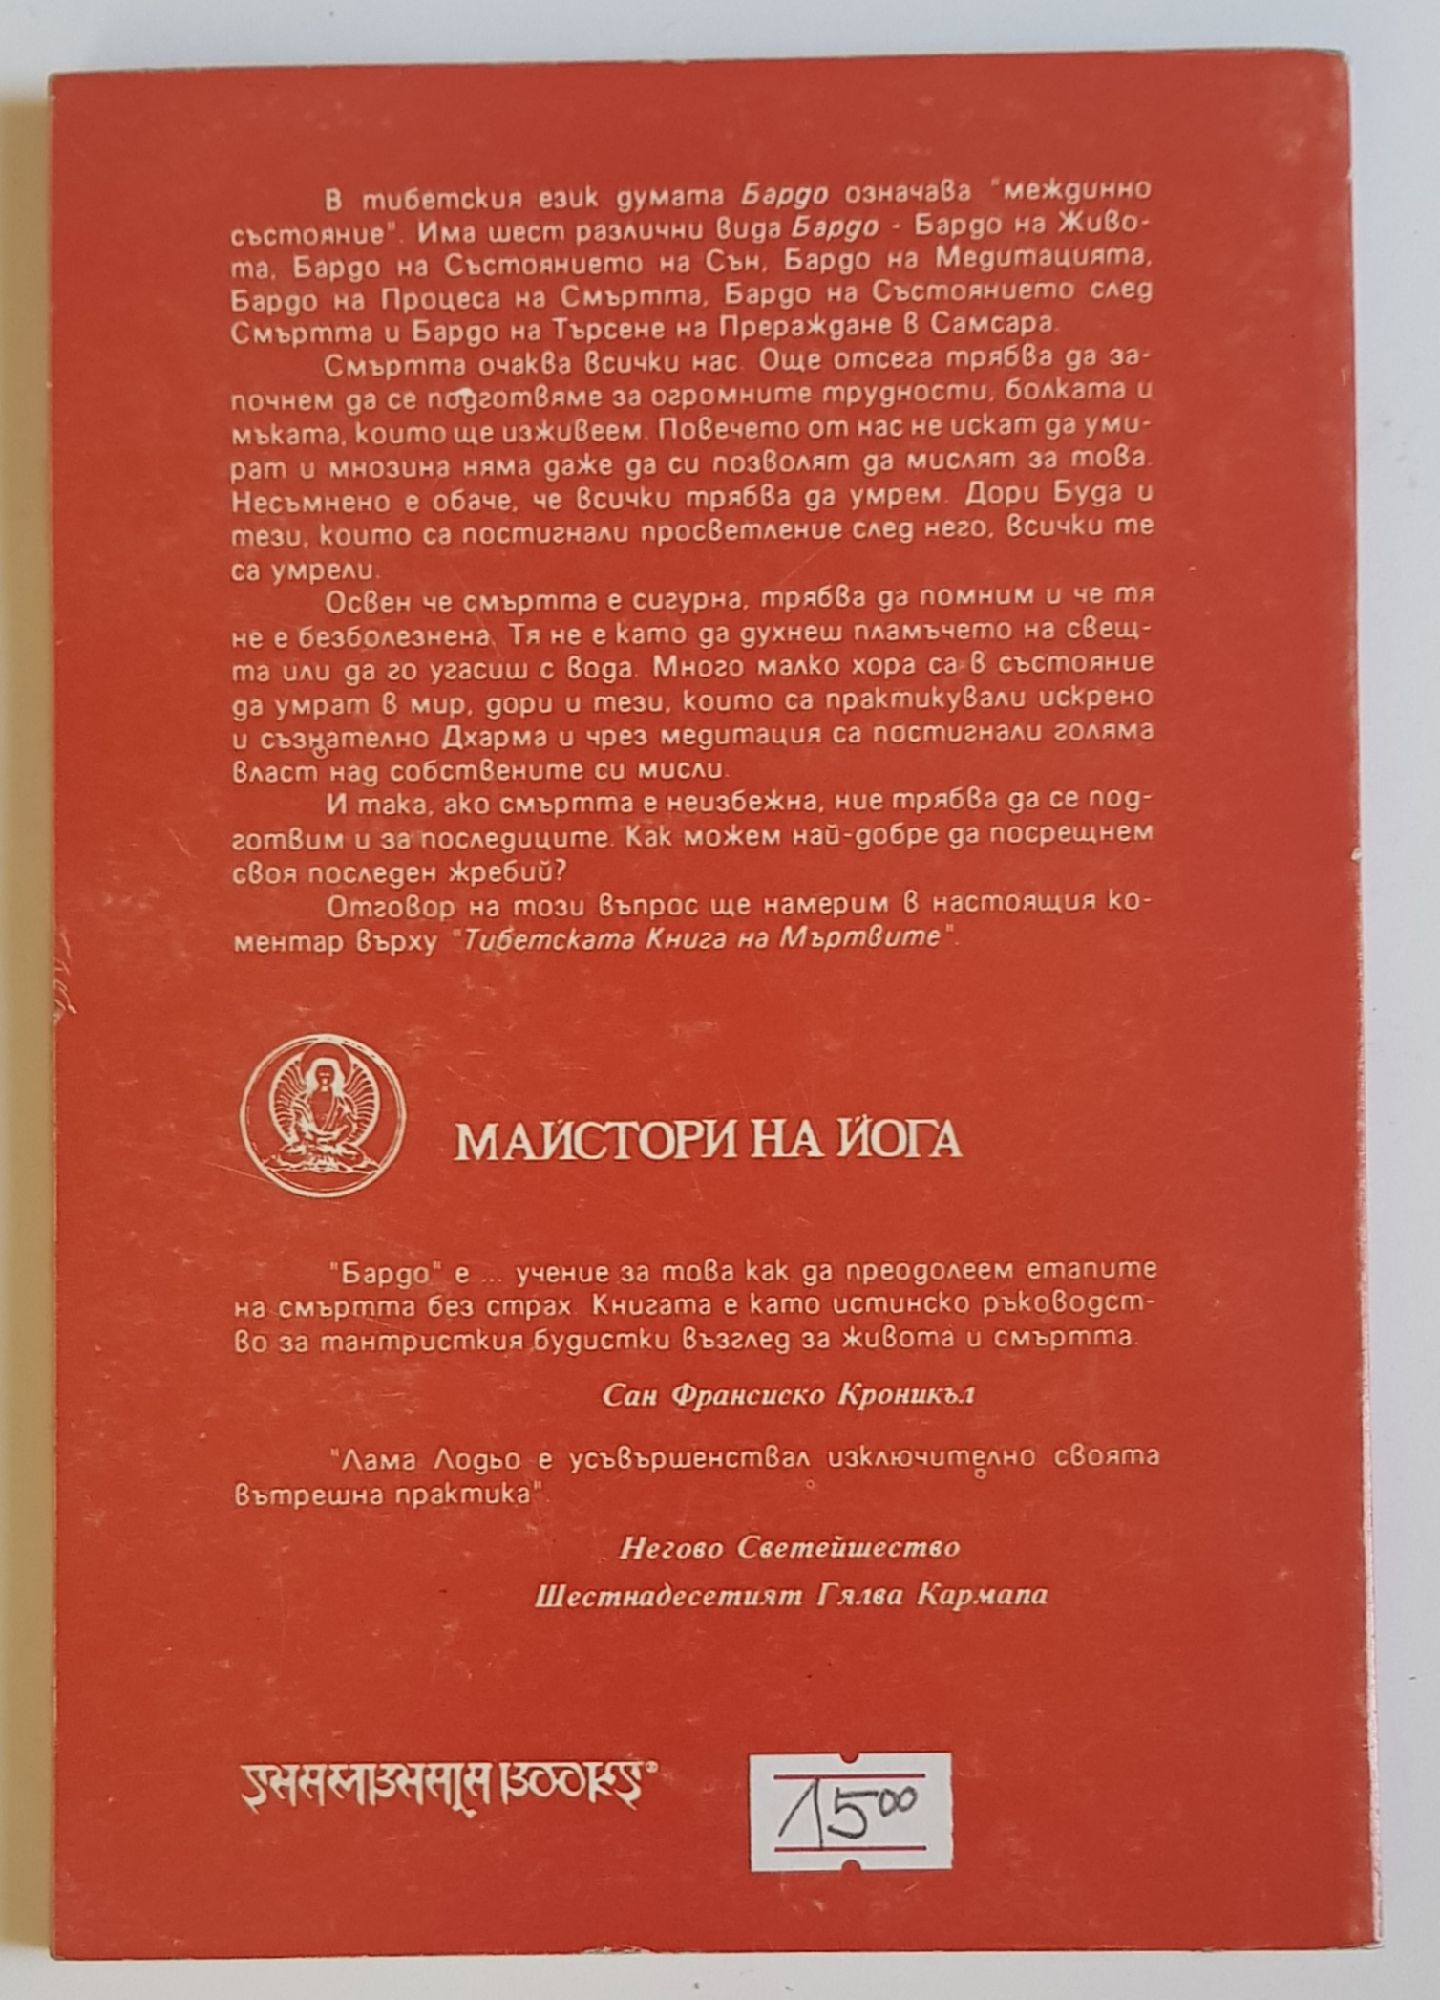 В тибетския език думата Бардо означава "междинно
състояние". Има шест различни вида Бардо - Бардо на Живо-
та, Бардо на Състоянието на Сън, Бардо на Медитацията,
Бардо на Процеса на Смъртта, Бардо на Състоянието след
Смъртта и Бардо на Търсене на Прераждане в Самсара.
Смъртта очаква всички нас. Още отсега трябва да за-
почнем да се подготвяме за огромните трудности, болката и
мъката, които ще изживеем. Повечето от нас не искат да уми-
рат и мнозина няма даже да си позволят да мислят за това.
Несъмнено е обаче, че всички трябва да умрем. Дори Буда и
тези, които са постигнали просветление след него, всички те
са умрели.
Освен че смъртта е сигурна, трябва да помним и че тя
не е безболезнена. Тя не е като да духнеш пламъчето на свещ-
та или да го угасиш с вода. Много малко хора са в състояние
да умрат в мир, дори и тези, които са практикували искрено
и съзнателно Дхарма и чрез медитация са постигнали голяма
власт над собствените си мисли.
И така, ако смъртта е неизбежна, ние трябва да се под-
готвим и за последиците. Как можем най-добре да посрещнем
своя последен жребий?
Отговор на този въпрос ще намерим в настоящия ко-
ментар върху "Тибетската Книга на Мъртвите".
МАЙСТОРИ НА ЙОГА
"Бардо" е ... учение за това как да преодолеем етапите
на смъртта без страх. Книгата е като истинско ръководст-
во за тантристкия будистки възглед за живота и смъртта.
Сан Франсиско Кроникъл
"Лама Лодьо е усъвършенствал изключително своята
вътрешна практика".
Негово Светейшество
Шестнадесетият Гялва Кармапа
SHAMBHALA BOOKS®
15⁰⁰